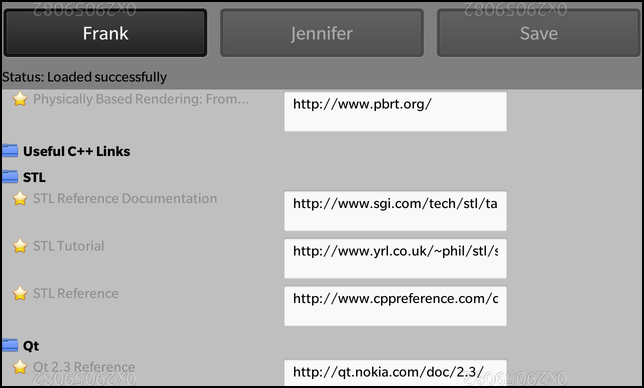 0X29059082 0X29059082
Frank Jennifer Save
Status: Loaded successfully
Physically Based Rendering: From... http://www.pbrt.org/
Useful C++ Links
STL
STL Reference Documentation http://www.sgi.com/tech/stl/ta
STL Tutorial http://www.yrl.co.uk/~phil/stl/s
STL Reference http://www.cppreference.com/c
Qt
Qt 2.3 Reference http://qt.nokia.com/doc/2.3/
0X29059082 0X29059082